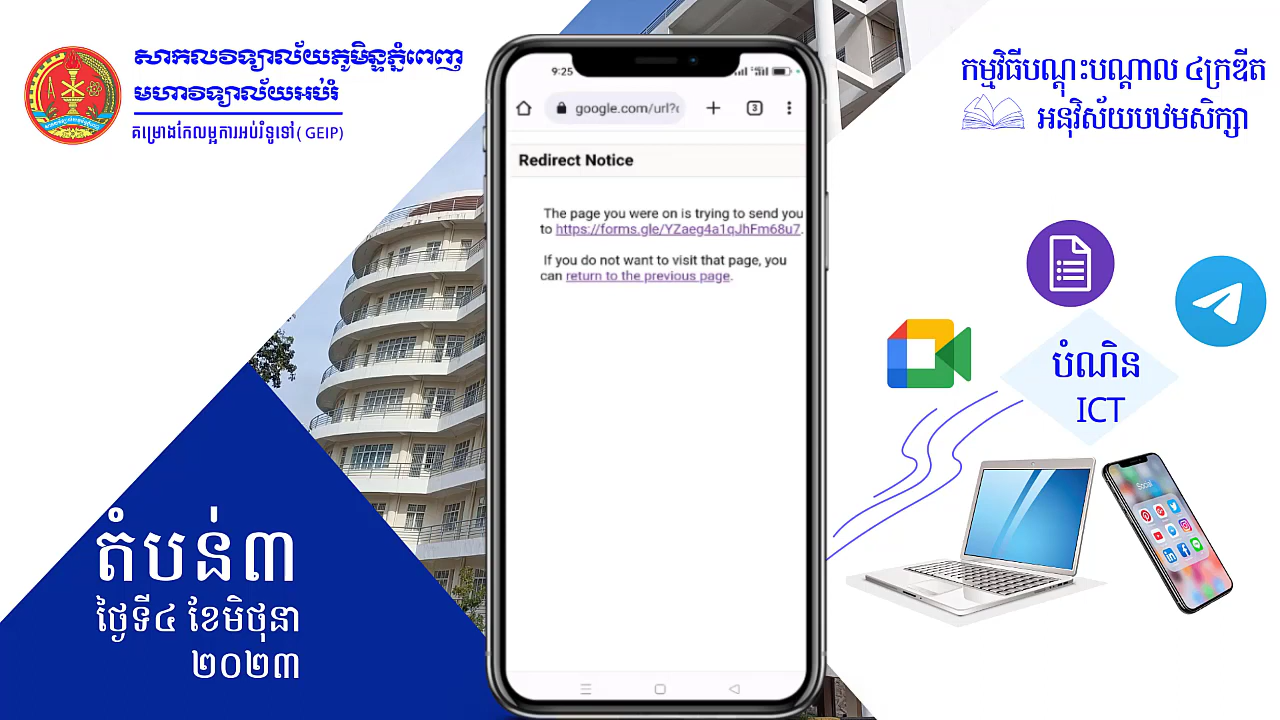 សាកលវិទ្យាល័យភូមិន្ទភ្នំពេញ
មហាវិទ្យាល័យអប់រំ
គម្រោងកែលម្អការអប់រំទូទៅ( GEIP)
កម្មវិធីបណ្តុះបណ្តាល ៤ក្រឌីត
អនុវិស័យបឋមសិក្សា
9:25
google.com/url?c
3
Redirect Notice
The page you were on is trying to send you
to https://forms.gle/YZaeg4a1qJhFm68u7.
If you do not want to visit that page, you
can return to the previous page.
បំណិន
ICT
Social
តំបន់៣
ថ្ងៃទី៤ ខែមិថុនា
២០២៣